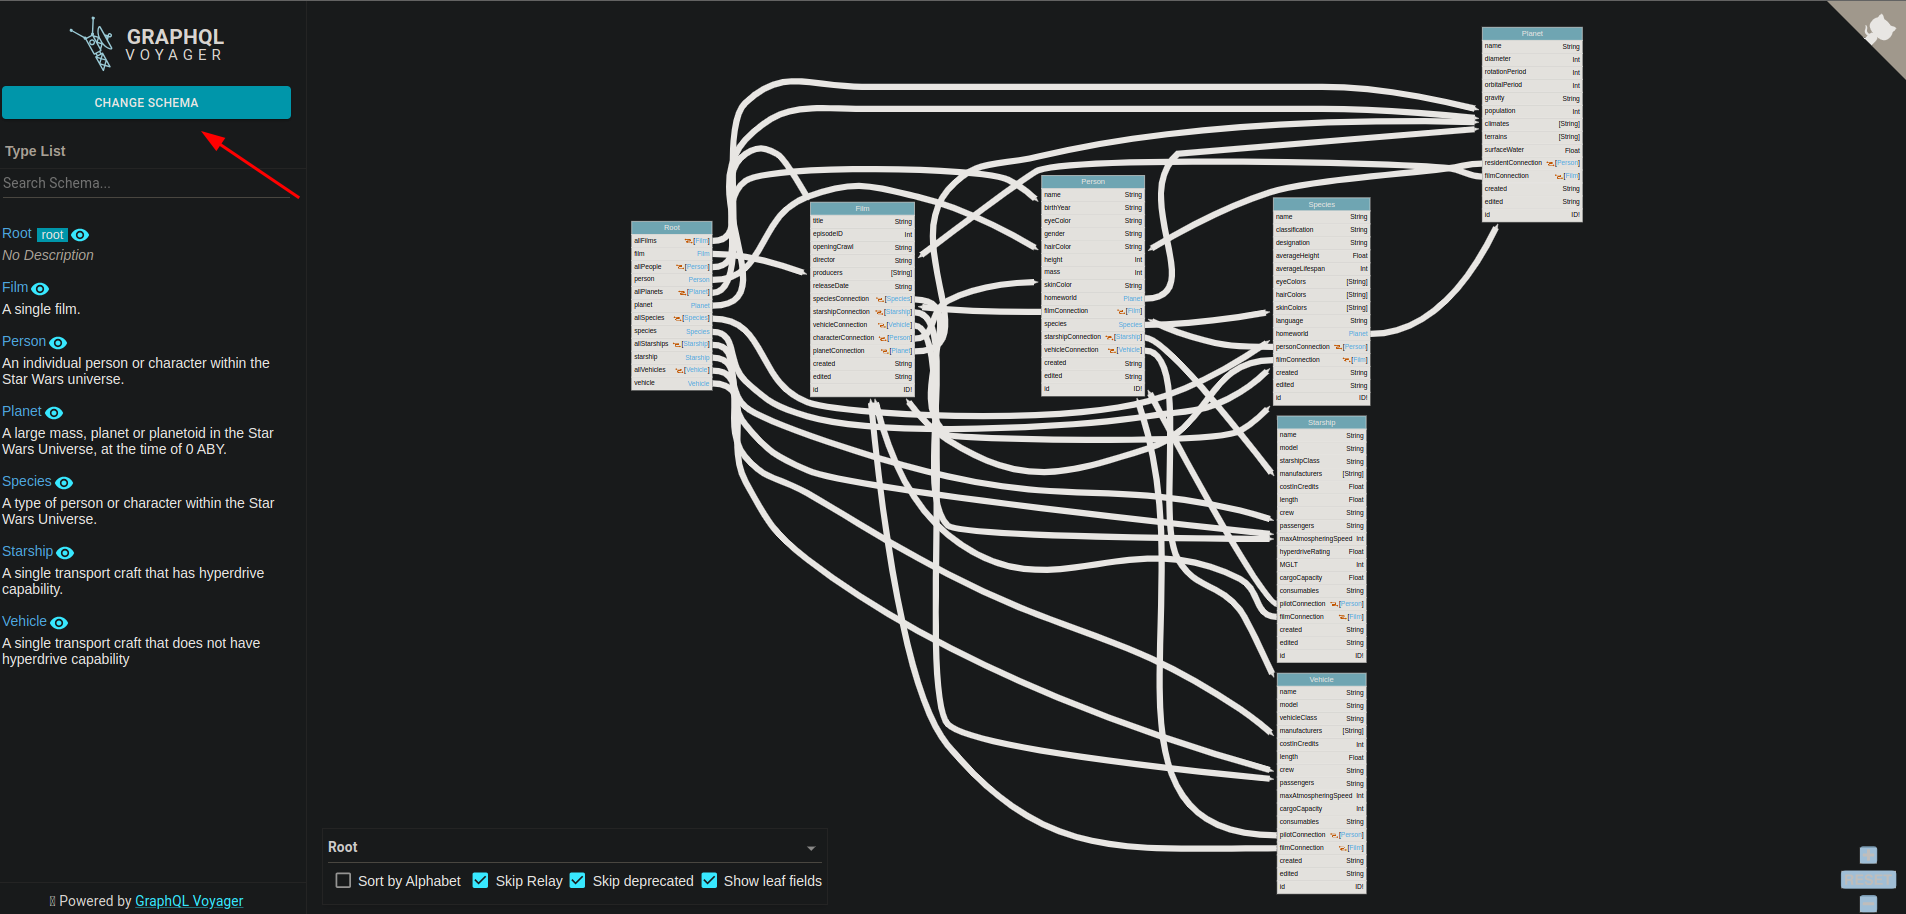 GRAPHQL
VOYAGER
CHANGE SCHEMA
Type List
Search Schema...
Root root
No Description
Film
A single film.
Person
An individual person or character within the
Star Wars universe.
Planet
A large mass, planet or planetoid in the Star
Wars Universe, at the time of 0 ABY.
Species
A type of person or character within the Star
Wars Universe.
Starship
A single transport craft that has hyperdrive
capability.
Vehicle
A single transport craft that does not have
hyperdrive capability
Powered by GraphQL Voyager
Root
allFilms [Film]
film Film
allPeople [Person]
person Person
allPlanets [Planet]
planet Planet
allSpecies [Species]
species Species
allStarships [Starship]
starship Starship
allVehicles [Vehicle]
vehicle Vehicle
Film
title String
episodeID Int
openingCrawl String
director String
producers [String]
releaseDate String
speciesConnection [Species]
starshipConnection [Starship]
vehicleConnection [Vehicle]
characterConnection [Person]
planetConnection [Planet]
created String
edited String
id ID!
Person
name String
birthYear String
eyeColor String
gender String
hairColor String
height Int
mass Int
skinColor String
homeworld Planet
filmConnection [Film]
species Species
starshipConnection [Starship]
vehicleConnection [Vehicle]
created String
edited String
id ID!
Species
name String
classification String
designation String
averageHeight Float
averageLifespan Int
eyeColors [String]
hairColors [String]
skinColors [String]
language String
homeworld Planet
personConnection [Person]
filmConnection [Film]
created String
edited String
id ID!
Planet
name String
diameter Int
rotationPeriod Int
orbitalPeriod Int
gravity String
population Int
climates [String]
terrains [String]
surfaceWater Float
residentConnection [Person]
filmConnection [Film]
created String
edited String
id ID!
Starship
name String
model String
starshipClass String
manufacturers [String]
costInCredits Float
length Float
crew String
passengers String
maxAtmospheringSpeed Int
hyperdriveRating Float
MGLT Int
cargoCapacity Float
consumables String
pilotConnection [Person]
filmConnection [Film]
created String
edited String
id ID!
Vehicle
name String
model String
vehicleClass String
manufacturers [String]
costInCredits Int
length Float
crew String
passengers String
maxAtmospheringSpeed Int
cargoCapacity Int
consumables String
pilotConnection [Person]
filmConnection [Film]
created String
edited String
id ID!
Root
Sort by Alphabet Skip Relay Skip deprecated Show leaf fields
RESET